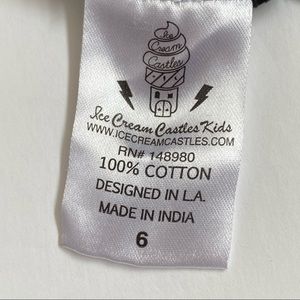 Ice
Cream
Castles
Ice Cream Castles Kids
WWW.ICECREAMCASTLES.COM
RN# 148980
100% COTTON
DESIGNED IN L.A.
MADE IN INDIA
6